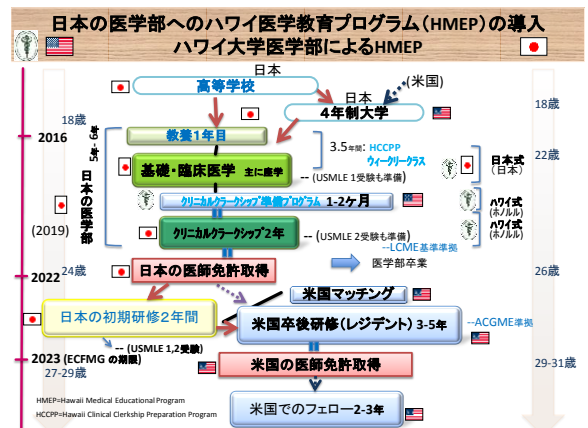 日本の医学部へのハワイ医学教育プログラム(HMEP)の導入
ハワイ大学医学部によるHMEP
日本
高等学校
(米国)
日本
4年制大学
18歳
18歳
2016
教養1年目
3.5年間: HCCPP
ウィークリークラス
22歳
5年- 6年
日本の医学部
基礎・臨床医学 主に座学
日本式
(日本)
-- (USMLE 1受験も準備)
クリニカルクラークシップ準備プログラム 1-2ヶ月
ハワイ式
(ホノルル)
(2019)
クリニカルクラークシップ2年
-- (USMLE 2受験も準備)
ハワイ式
(ホノルル)
--LCME基準準拠
2022
24歳
日本の医師免許取得
医学部卒業
26歳
米国マッチング
日本の初期研修2年間
米国卒後研修(レジデント) 3-5年
--ACGME準拠
-- (USMLE 1,2受験)
2023 (ECFMG の期限)
米国の医師免許取得
27-29歳
29-31歳
HMEP=Hawaii Medical Educational Program
HCCPP=Hawaii Clinical Clerkship Preparation Program
米国でのフェロー2-3年